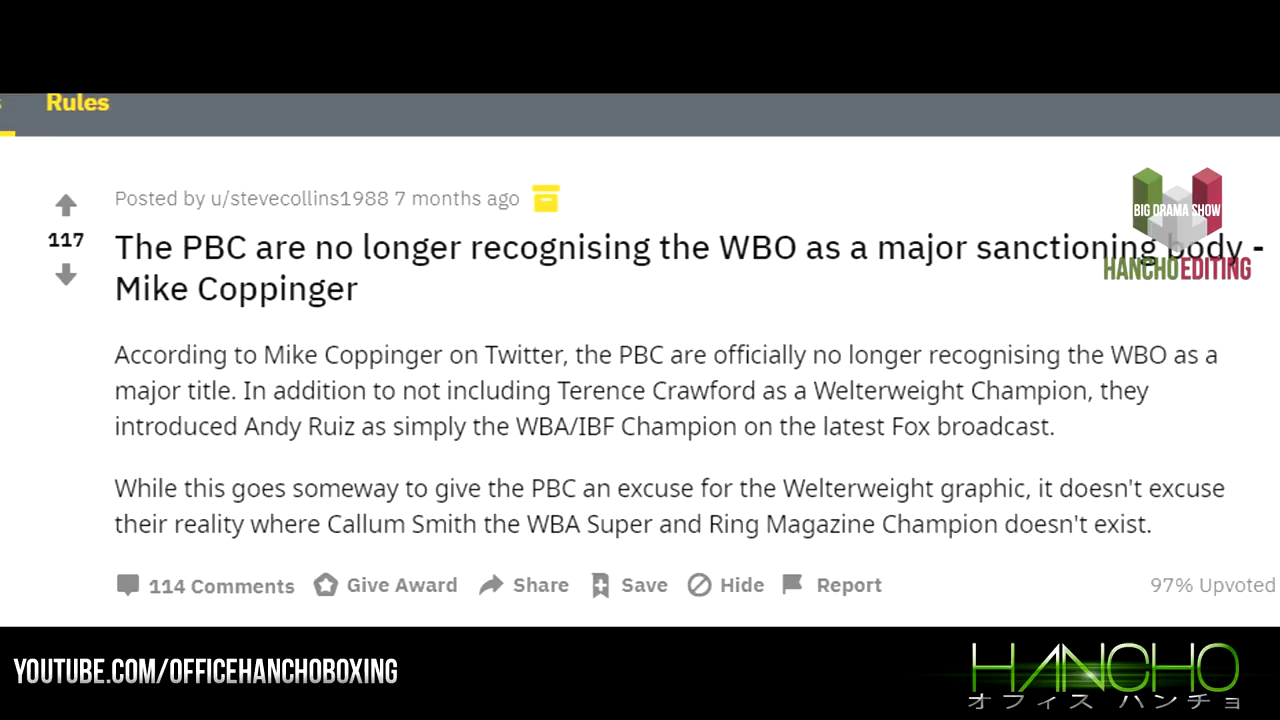 Rules
Posted by u/stevecollins1988 7 months ago
117
The PBC are no longer recognising the WBO as a major sanctioning body -
Mike Coppinger
BIG DRAMA SHOW
HANCHOEDITING
According to Mike Coppinger on Twitter, the PBC are officially no longer recognising the WBO as a
major title. In addition to not including Terence Crawford as a Welterweight Champion, they
introduced Andy Ruiz as simply the WBA/IBF Champion on the latest Fox broadcast.
While this goes someway to give the PBC an excuse for the Welterweight graphic, it doesn't excuse
their reality where Callum Smith the WBA Super and Ring Magazine Champion doesn't exist.
114 Comments Give Award Share Save Hide Report 97% Upvoted
YOUTUBE.COM/OFFICEHANCHOBOXING
HANCHO
オフィス ハンチョ